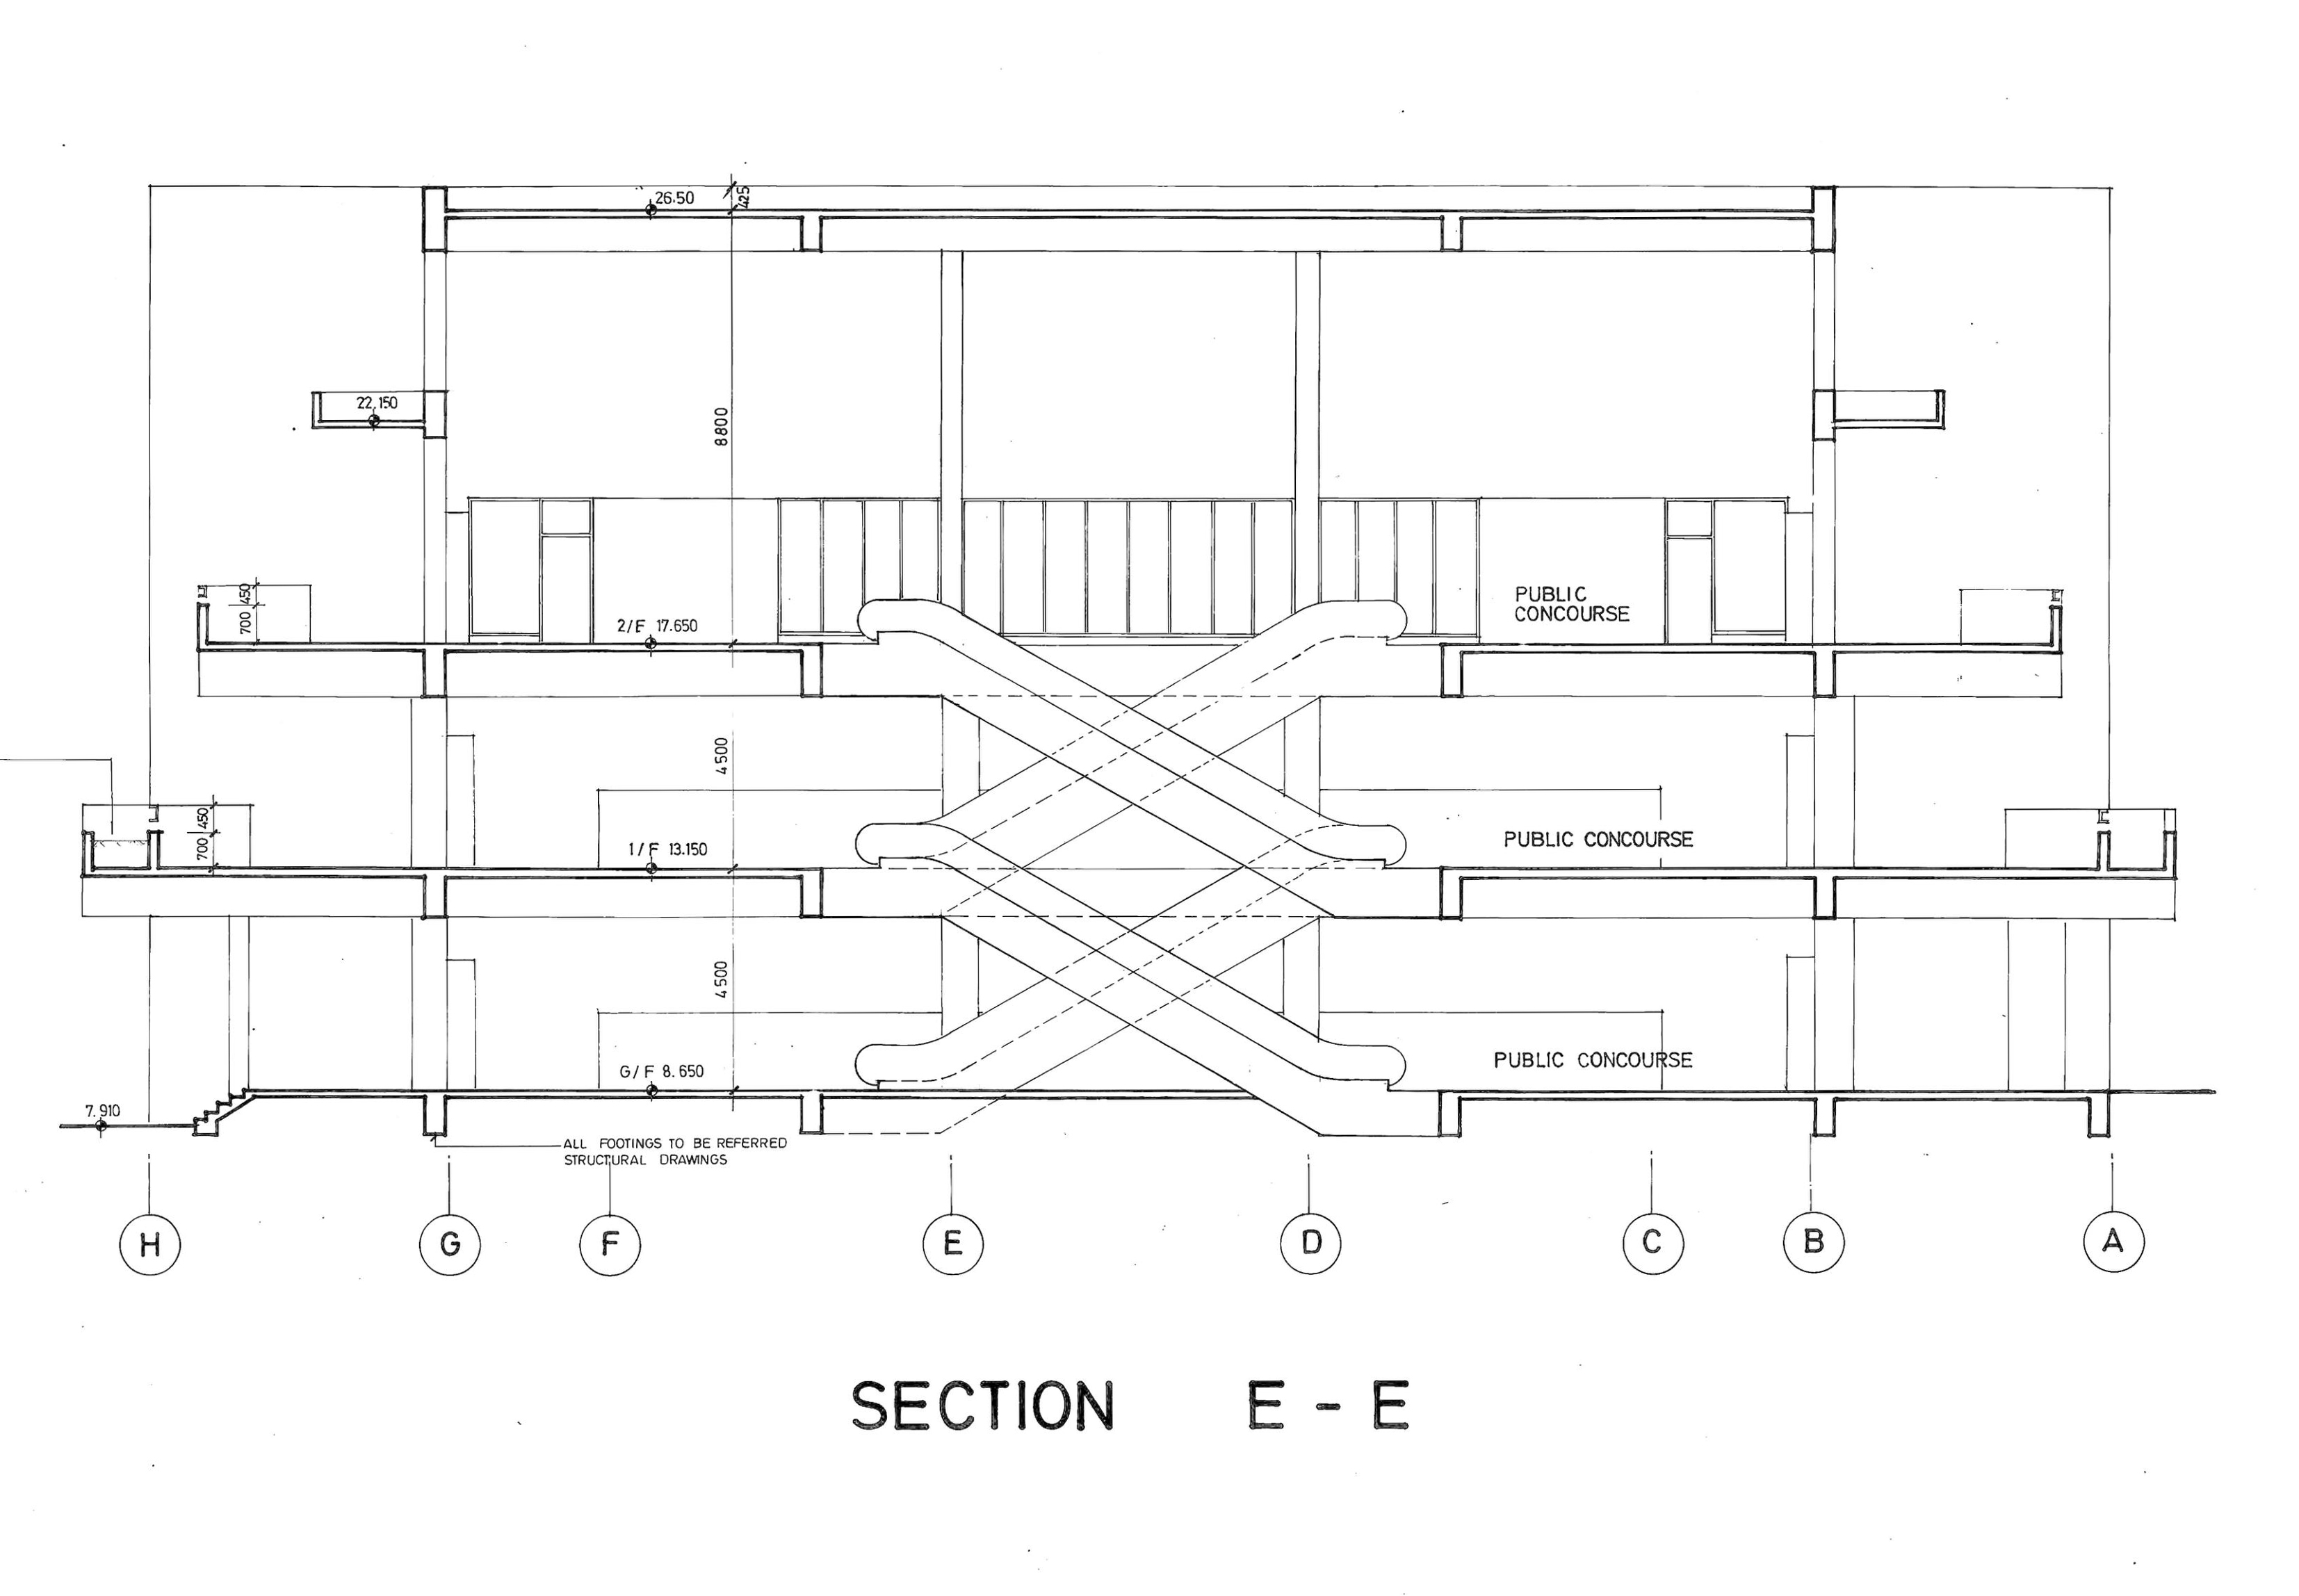 26.50
425
22.150
8800
450
700
2/F 17.650
PUBLIC
CONCOURSE
4500
450
700
1/F 13.150
PUBLIC CONCOURSE
4500
G/F 8.650
PUBLIC CONCOURSE
7.910
ALL FOOTINGS TO BE REFERRED
STRUCTURAL DRAWINGS
H G F E D C B A
SECTION E - E